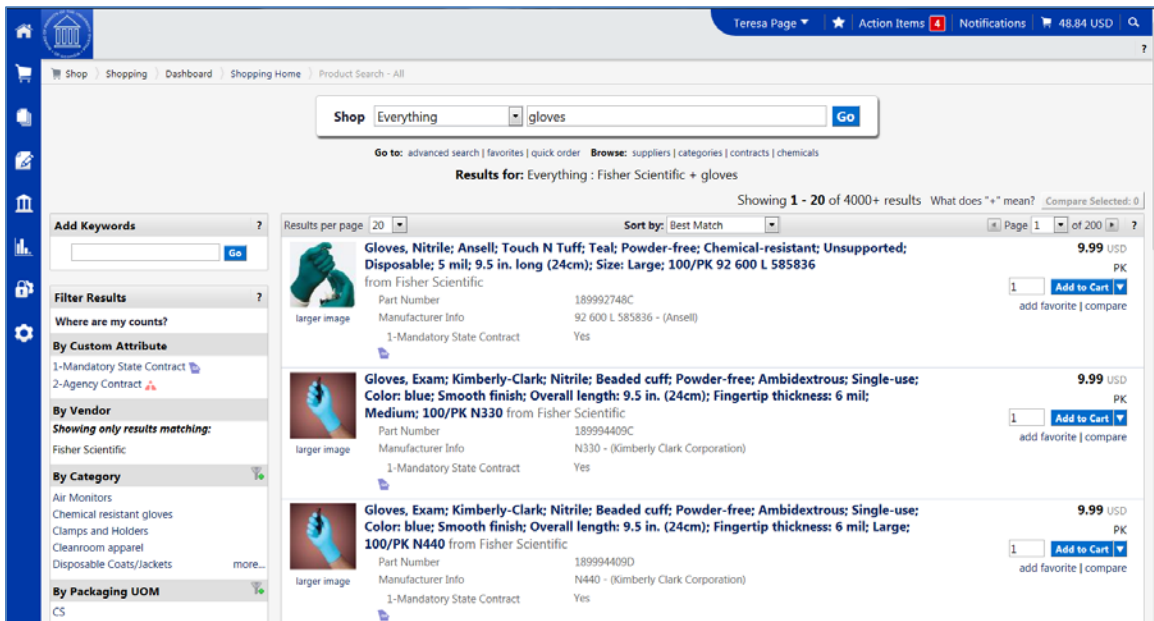 Teresa Page ▼ Action Items 4 Notifications 48.84 USD
?
Shop Shopping Dashboard Shopping Home Product Search - All
Shop Everything gloves Go
Go to: advanced search | favorites | quick order Browse: suppliers | categories | contracts | chemicals
Results for: Everything : Fisher Scientific + gloves
Showing 1 - 20 of 4000+ results What does "+" mean? Compare Selected: 0
Add Keywords ?
Go
Filter Results ?
Where are my counts?
By Custom Attribute
1-Mandatory State Contract
2-Agency Contract
By Vendor
Showing only results matching:
Fisher Scientific
By Category
Air Monitors
Chemical resistant gloves
Clamps and Holders
Cleanroom apparel
Disposable Coats/Jackets more...
By Packaging UOM
CS
Results per page 20 Sort by: Best Match Page 1 of 200 ?
Gloves, Nitrile; Ansell; Touch N Tuff; Teal; Powder-free; Chemical-resistant; Unsupported;
Disposable; 5 mil; 9.5 in. long (24cm); Size: Large; 100/PK 92 600 L 585836
from Fisher Scientific
larger image
Part Number 189992748C
Manufacturer Info 92 600 L 585836 - (Ansell)
1-Mandatory State Contract Yes
9.99 USD
PK
1 Add to Cart
add favorite | compare
Gloves, Exam; Kimberly-Clark; Nitrile; Beaded cuff; Powder-free; Ambidextrous; Single-use;
Color: blue; Smooth finish; Overall length: 9.5 in. (24cm); Fingertip thickness: 6 mil;
Medium; 100/PK N330 from Fisher Scientific
larger image
Part Number 189994409C
Manufacturer Info N330 - (Kimberly Clark Corporation)
1-Mandatory State Contract Yes
9.99 USD
PK
1 Add to Cart
add favorite | compare
Gloves, Exam; Kimberly-Clark; Nitrile; Beaded cuff; Powder-free; Ambidextrous; Single-use;
Color: blue; Smooth finish; Overall length: 9.5 in. (24cm); Fingertip thickness: 6 mil; Large;
100/PK N440 from Fisher Scientific
larger image
Part Number 189994409D
Manufacturer Info N440 - (Kimberly Clark Corporation)
1-Mandatory State Contract Yes
9.99 USD
PK
1 Add to Cart
add favorite | compare